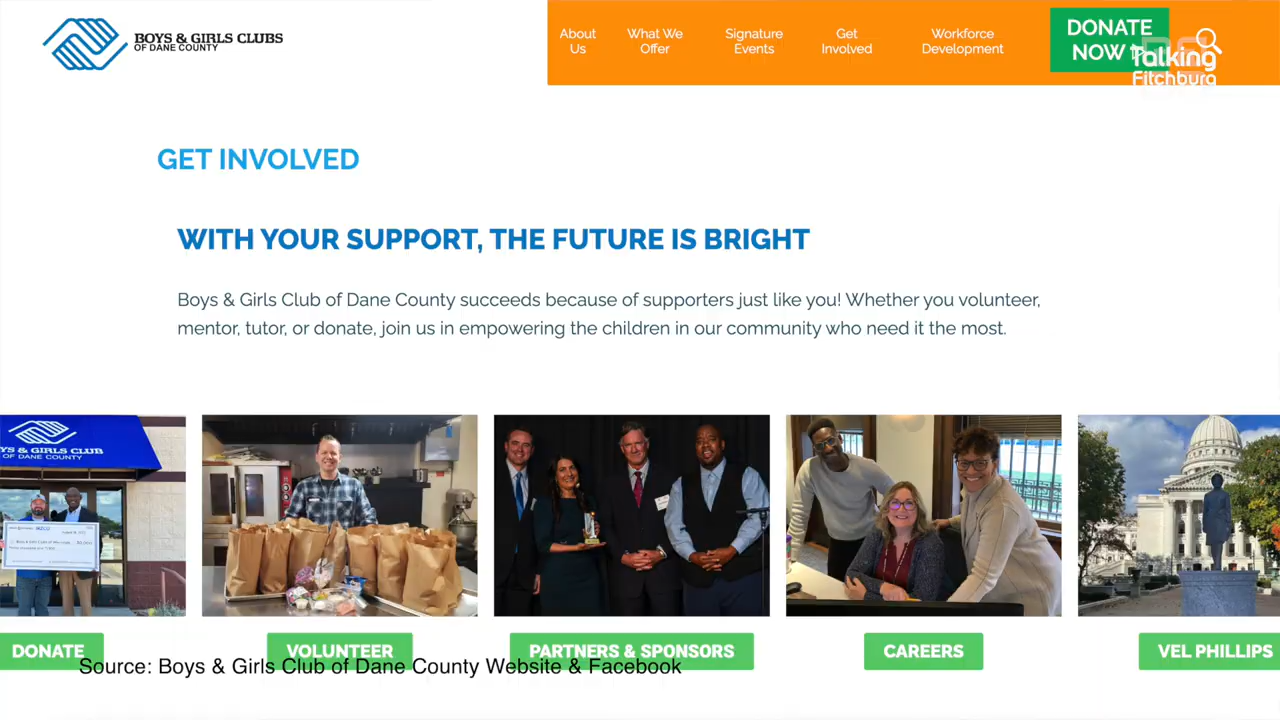 BOYS & GIRLS CLUBS
OF DANE COUNTY
About
Us
What We
Offer
Signature
Events
Get
Involved
Workforce
Development
DONATE
NOW
Talking
Fitchburg
GET INVOLVED
WITH YOUR SUPPORT, THE FUTURE IS BRIGHT
Boys & Girls Club of Dane County succeeds because of supporters just like you! Whether you volunteer,
mentor, tutor, or donate, join us in empowering the children in our community who need it the most.
BOYS & GIRLS CLUB
OF DANE COUNTY
DONATE
VOLUNTEER
PARTNERS & SPONSORS
CAREERS
VEL PHILLIPS
Source: Boys & Girls Club of Dane County Website & Facebook